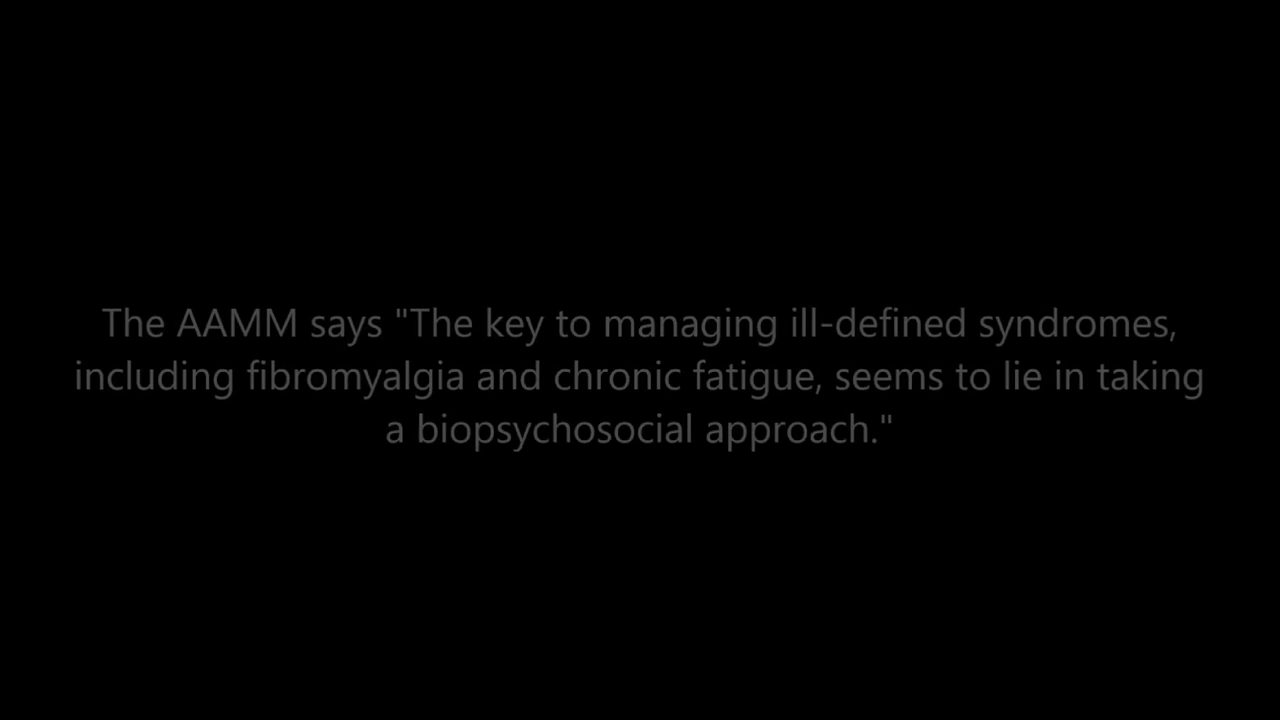 The AAMM says "The key to managing ill-defined syndromes,
including fibromyalgia and chronic fatigue, seems to lie in taking
a biopsychosocial approach."